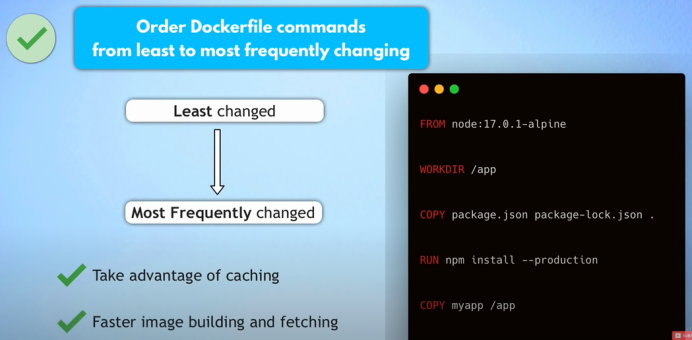 Order Dockerfile commands
from least to most frequently changing
Least changed
Most Frequently changed
Take advantage of caching
Faster image building and fetching
FROM node:17.0.1-alpine
WORKDIR /app
COPY package.json package-lock.json .
RUN npm install --production
COPY myapp /app